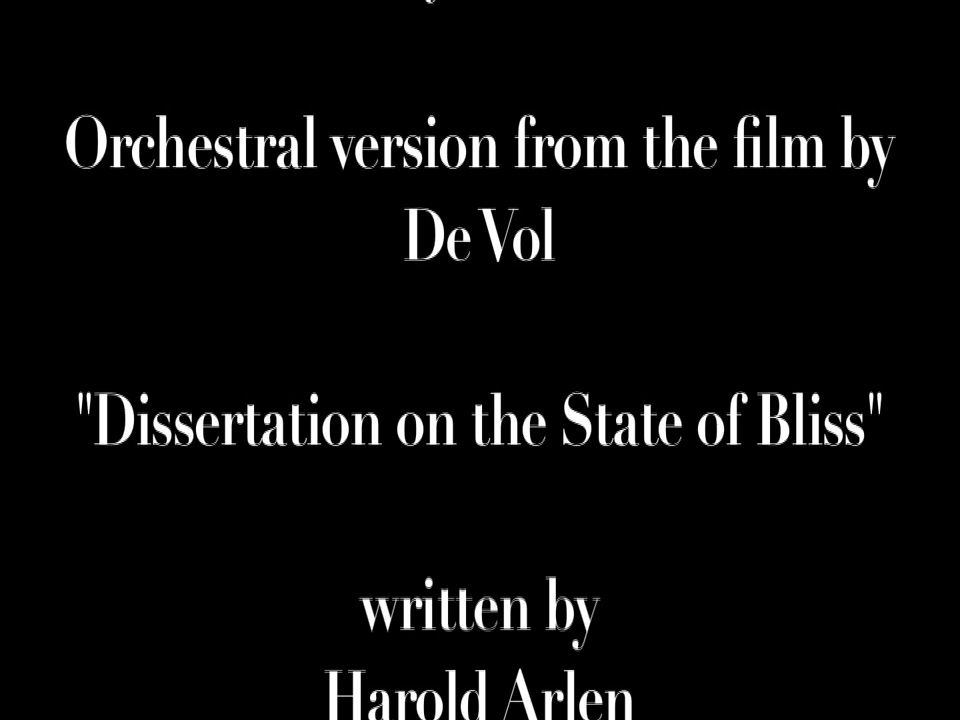 Orchestral version from the film by
De Vol
"Dissertation on the State of Bliss"
written by
Harold Arlen